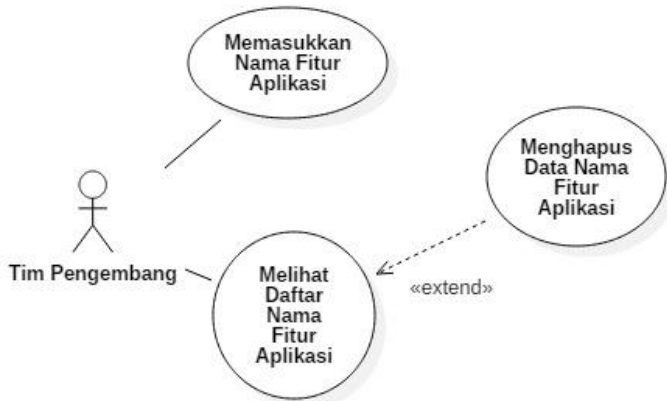 Memasukkan
Nama Fitur
Aplikasi
Menghapus
Data Nama
Fitur
Aplikasi
Tim Pengembang
Melihat
Daftar
Nama
Fitur
Aplikasi
«extend»